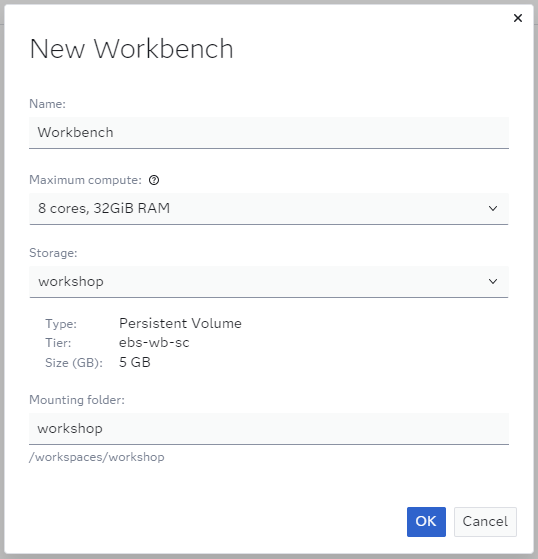 New Workbench
Name:
Workbench
Maximum compute:
8 cores, 32GiB RAM
Storage:
workshop
Type: Persistent Volume
Tier: ebs-wb-sc
Size (GB): 5 GB
Mounting folder:
workshop
/workspaces/workshop
OK Cancel